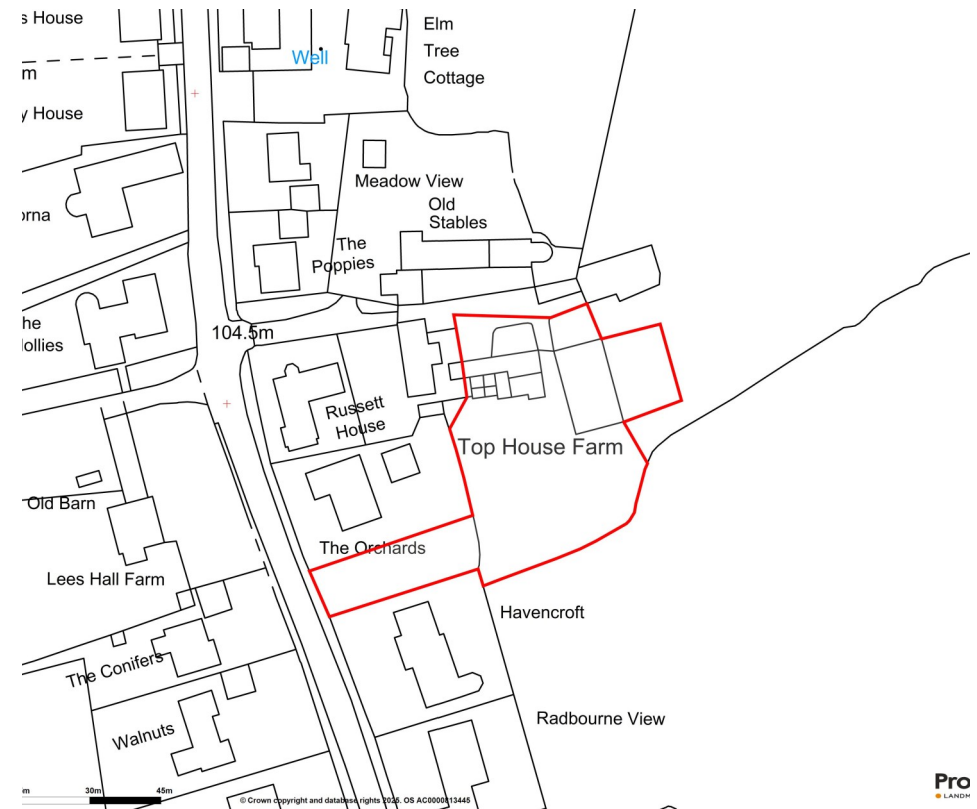 s House
Elm
Tree
Cottage
Well
m
y House
Meadow View
Old
Stables
orna
The
Poppies
104.5m
he
ollies
Russett
House
Top House Farm
Old Barn
The Orchards
Lees Hall Farm
Havencroft
The Conifers
Radbourne View
Walnuts
m 30m 45m
© Crown copyright and database rights 2025. OS AC0000813445
Pro
LANDM